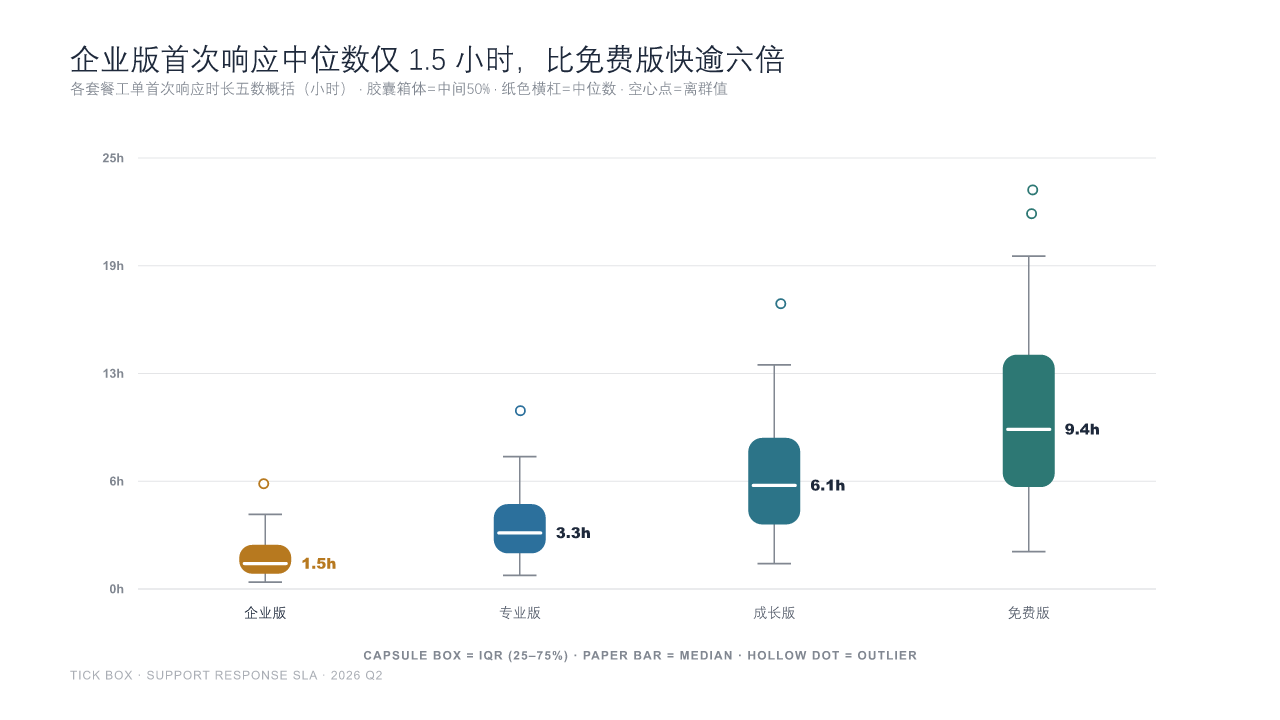 企业版首次响应中位数仅 1.5 小时，比免费版快逾六倍
各套餐工单首次响应时长五数概括（小时） · 胶囊箱体=中间50% · 纸色横杠=中位数 · 空心点=离群值
25h
19h
13h
6h
0h
1.5h
3.3h
6.1h
9.4h
企业版
专业版
成长版
免费版
CAPSULE BOX = IQR (25–75%) · PAPER BAR = MEDIAN · HOLLOW DOT = OUTLIER
TICK BOX · SUPPORT RESPONSE SLA · 2026 Q2